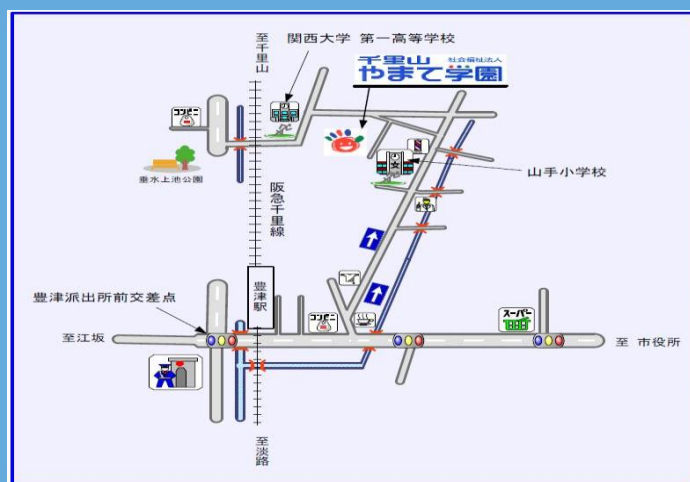 至千里山
関西大学 第一高等学校
千里山
社会福祉法人
やまて学園
コンビニ
垂水上池公園
山手小学校
阪急千里線
豊津駅
豊津派出所前交差点
コンビニ
スーパー
至江坂
至 市役所
至淡路